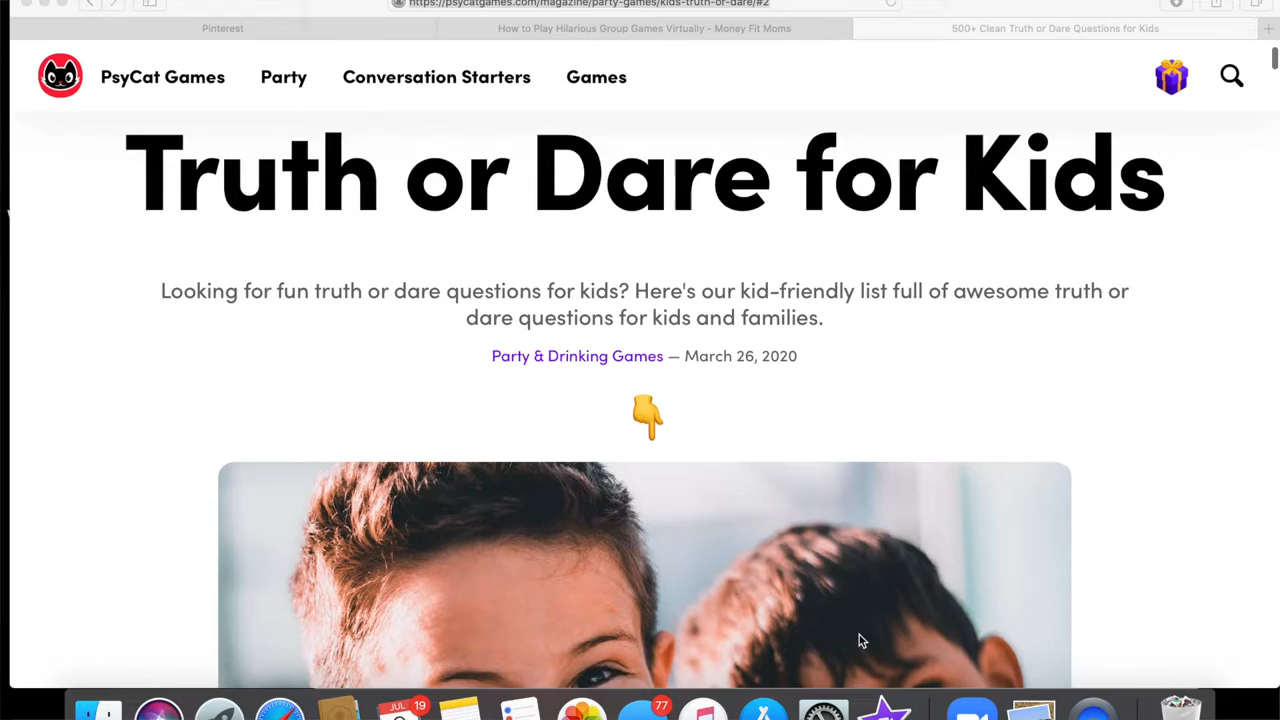 https://psycatgames.com/magazine/party-games/kids-truth-or-dare/#2
Pinterest
How to Play Hilarious Group Games Virtually - Money Fit Moms
500+ Clean Truth or Dare Questions for Kids
PsyCat Games
Party
Conversation Starters
Games
Truth or Dare for Kids
Looking for fun truth or dare questions for kids? Here's our kid-friendly list full of awesome truth or
dare questions for kids and families.
Party & Drinking Games — March 26, 2020
JUL 19
77